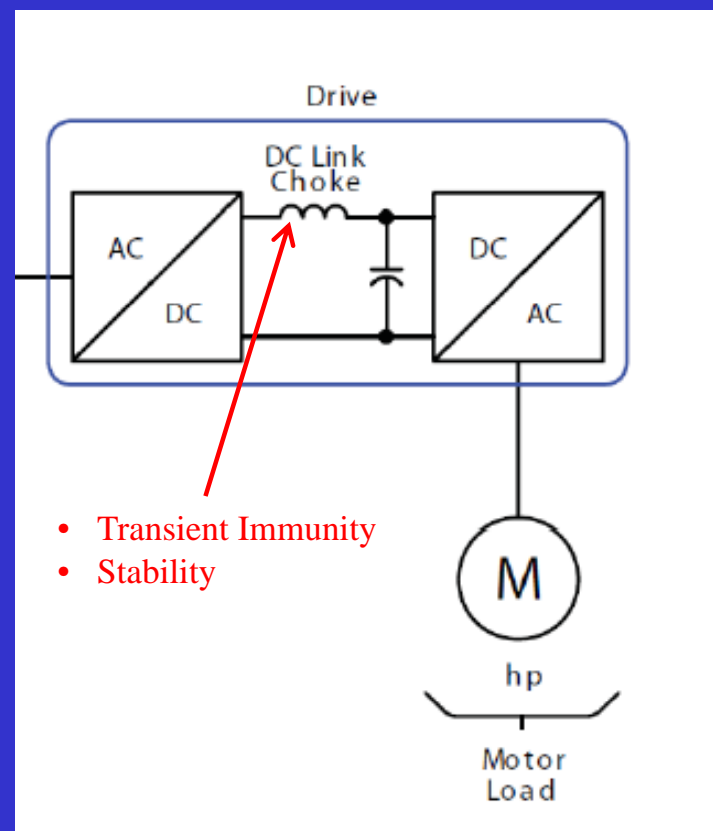 Drive
DC Link
Choke
AC
DC
DC
AC
• Transient Immunity
• Stability
M
hp
Motor
Load